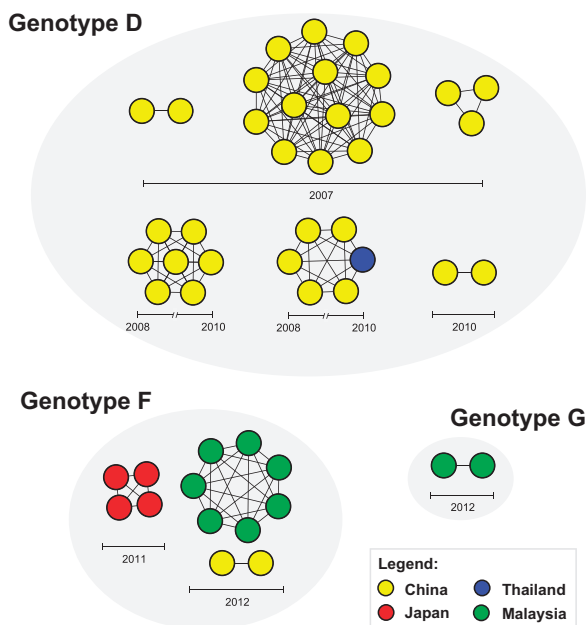 Genotype D
2007
2008 2010 2008 2010 2010
Genotype F
Genotype G
2012
2011
2012
Legend:
China Thailand
Japan Malaysia